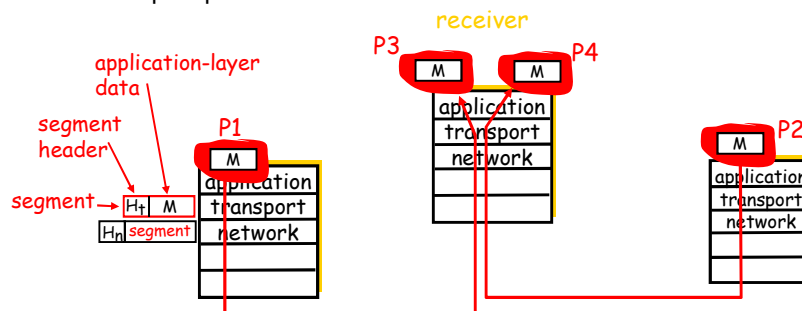 receiver
P3
M
M
P4
application-layer
data
segment
header
P1
M
application
transport
network
segment
Ht M
Hn segment
application
transport
network
P2
M
application
transport
network